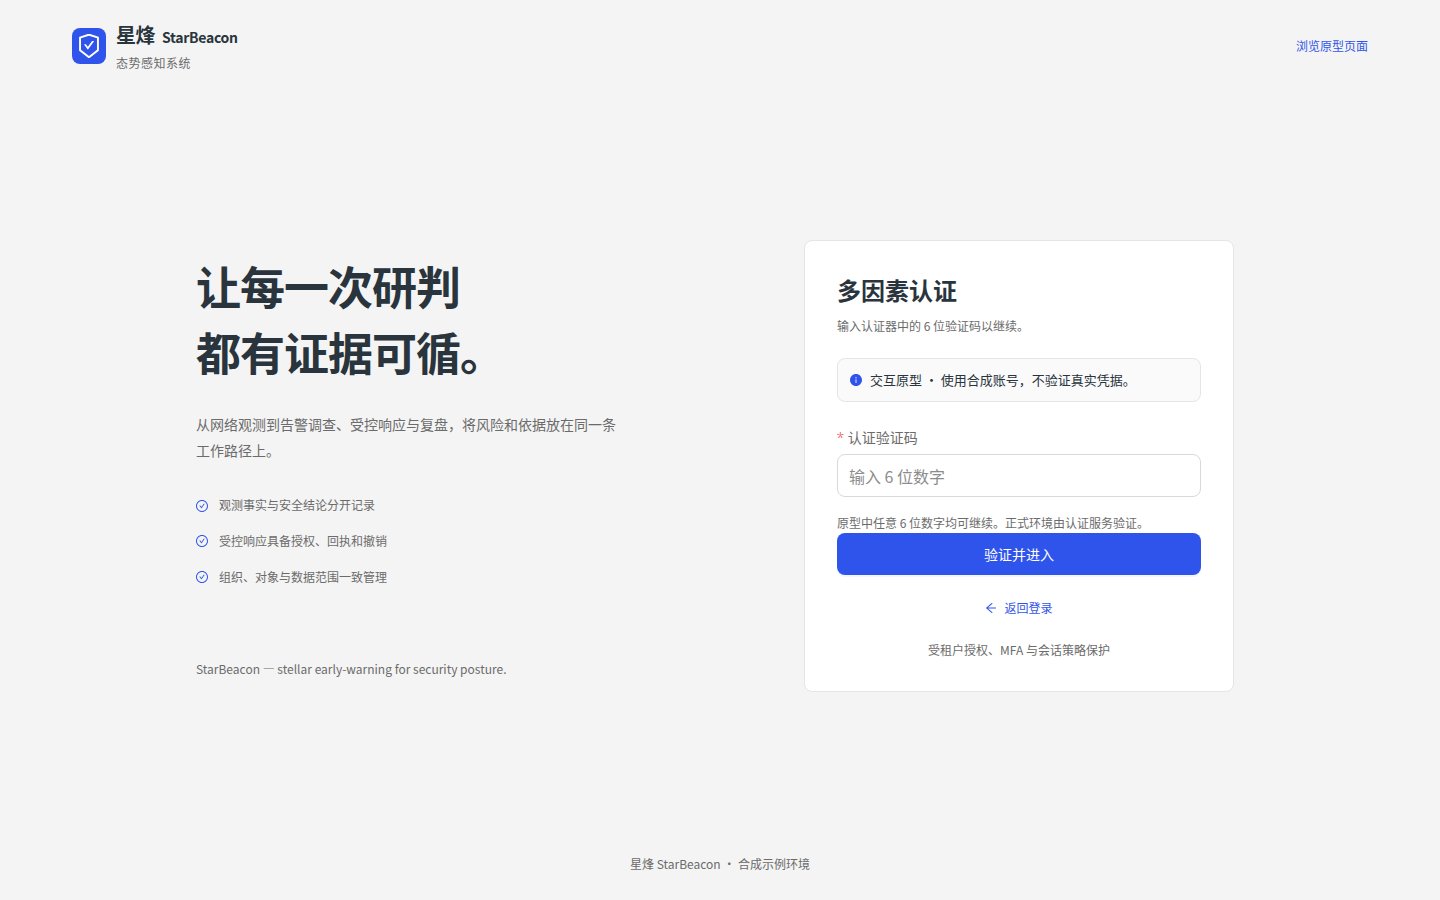 星烽 StarBeacon
态势感知系统
浏览原型页面
让每一次研判
都有证据可循。
从网络观测到告警调查、受控响应与复盘，将风险和依据放在同一条
工作路径上。
观测事实与安全结论分开记录
受控响应具备授权、回执和撤销
组织、对象与数据范围一致管理
StarBeacon — stellar early-warning for security posture.
多因素认证
输入认证器中的 6 位验证码以继续。
交互原型 · 使用合成账号，不验证真实凭据。
* 认证验证码
输入 6 位数字
原型中任意 6 位数字均可继续。正式环境由认证服务验证。
验证并进入
返回登录
受租户授权、MFA 与会话策略保护
星烽 StarBeacon · 合成示例环境